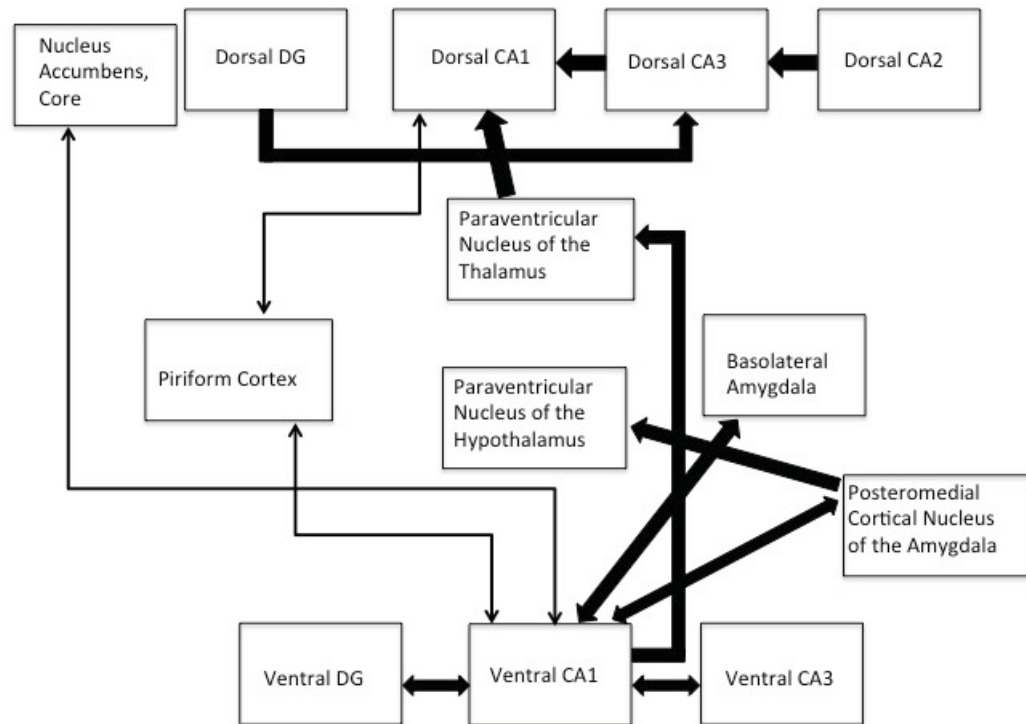 Nucleus
Accumbens,
Core
Dorsal DG
Dorsal CA1
Dorsal CA3
Dorsal CA2
Paraventricular
Nucleus of the
Thalamus
Piriform Cortex
Paraventricular
Nucleus of the
Hypothalamus
Basolateral
Amygdala
Posteromedial
Cortical Nucleus
of the Amygdala
Ventral DG
Ventral CA1
Ventral CA3